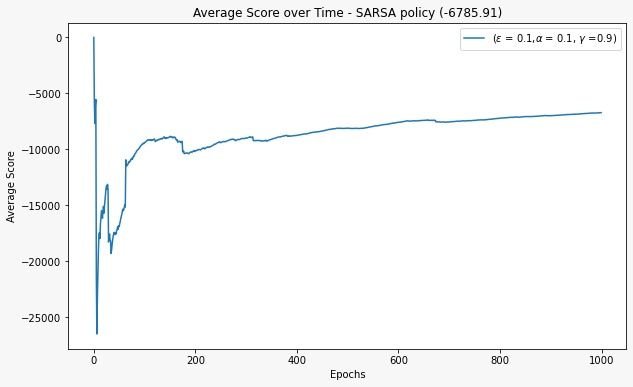 Average Score over Time - SARSA policy (-6785.91)
(ε = 0.1,α = 0.1, γ =0.9)
Average Score
0
−5000
−10000
−15000
−20000
−25000
0 200 400 600 800 1000
Epochs